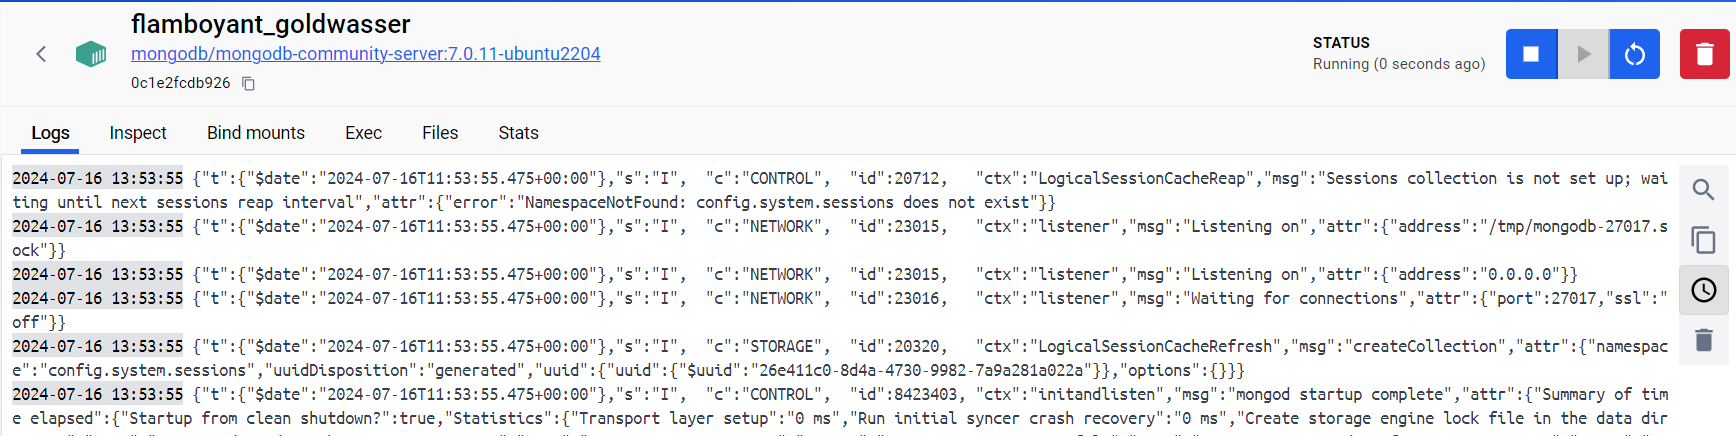 flamboyant_goldwasser
mongodb/mongodb-community-server:7.0.11-ubuntu2204
0c1e2fcdb926
STATUS
Running (0 seconds ago)
Logs Inspect Bind mounts Exec Files Stats
2024-07-16 13:53:55 {"t":{"$date":"2024-07-16T11:53:55.475+00:00"},"s":"I",  "c":"CONTROL",  "id":20712,   "ctx":"LogicalSessionCacheReap","msg":"Sessions collection is not set up; wai
ting until next sessions reap interval","attr":{"error":"NamespaceNotFound: config.system.sessions does not exist"}}
2024-07-16 13:53:55 {"t":{"$date":"2024-07-16T11:53:55.475+00:00"},"s":"I",  "c":"NETWORK",  "id":23015,   "ctx":"listener","msg":"Listening on","attr":{"address":"/tmp/mongodb-27017.s
ock"}}
2024-07-16 13:53:55 {"t":{"$date":"2024-07-16T11:53:55.475+00:00"},"s":"I",  "c":"NETWORK",  "id":23015,   "ctx":"listener","msg":"Listening on","attr":{"address":"0.0.0.0"}}
2024-07-16 13:53:55 {"t":{"$date":"2024-07-16T11:53:55.475+00:00"},"s":"I",  "c":"NETWORK",  "id":23016,   "ctx":"listener","msg":"Waiting for connections","attr":{"port":27017,"ssl":"
off"}}
2024-07-16 13:53:55 {"t":{"$date":"2024-07-16T11:53:55.475+00:00"},"s":"I",  "c":"STORAGE",  "id":20320,   "ctx":"LogicalSessionCacheRefresh","msg":"createCollection","attr":{"namespac
e":"config.system.sessions","uuidDisposition":"generated","uuid":{"uuid":{"$uuid":"26e411c0-8d4a-4730-9982-7a9a281a022a"}},"options":{}}}
2024-07-16 13:53:55 {"t":{"$date":"2024-07-16T11:53:55.475+00:00"},"s":"I",  "c":"CONTROL",  "id":8423403, "ctx":"initandlisten","msg":"mongod startup complete","attr":{"Summary of tim
e elapsed":{"Startup from clean shutdown?":true,"Statistics":{"Transport layer setup":"0 ms","Run initial syncer crash recovery":"0 ms","Create storage engine lock file in the data dir